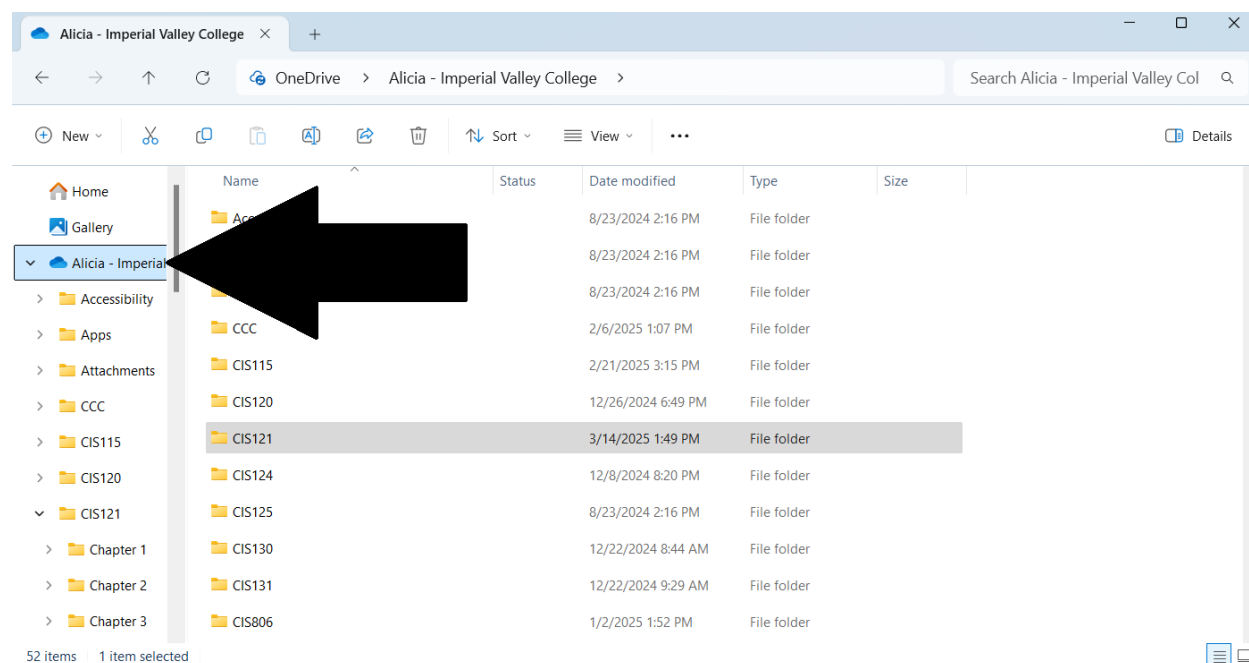 Alicia - Imperial Valley College
OneDrive > Alicia - Imperial Valley College >
Search Alicia - Imperial Valley Col
New
Sort
View
Details
Home
Gallery
Alicia - Imperial
Accessibility
Apps
Attachments
CCC
CIS115
CIS120
CIS121
Chapter 1
Chapter 2
Chapter 3
Name Status Date modified Type Size
8/23/2024 2:16 PM File folder
8/23/2024 2:16 PM File folder
8/23/2024 2:16 PM File folder
CCC 2/6/2025 1:07 PM File folder
CIS115 2/21/2025 3:15 PM File folder
CIS120 12/26/2024 6:49 PM File folder
CIS121 3/14/2025 1:49 PM File folder
CIS124 12/8/2024 8:20 PM File folder
CIS125 8/23/2024 2:16 PM File folder
CIS130 12/22/2024 8:44 AM File folder
CIS131 12/22/2024 9:29 AM File folder
CIS806 1/2/2025 1:52 PM File folder
52 items 1 item selected